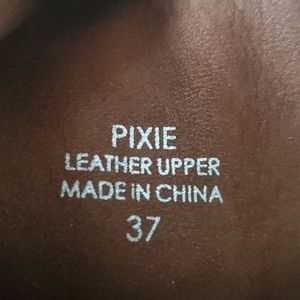 PIXIE
LEATHER UPPER
MADE iN CHINA
37